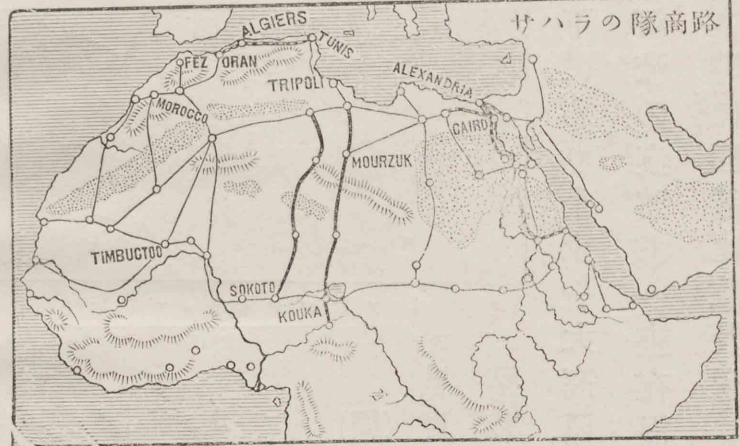 サハラの隊商路
ALGIERS
TUNIS
FEZ
ORAN
TRIPOLI
ALEXANDRIA
MOROCCO
CAIRO
MOURZUK
TIMBUCTOO
SOKOTO
KOUKA